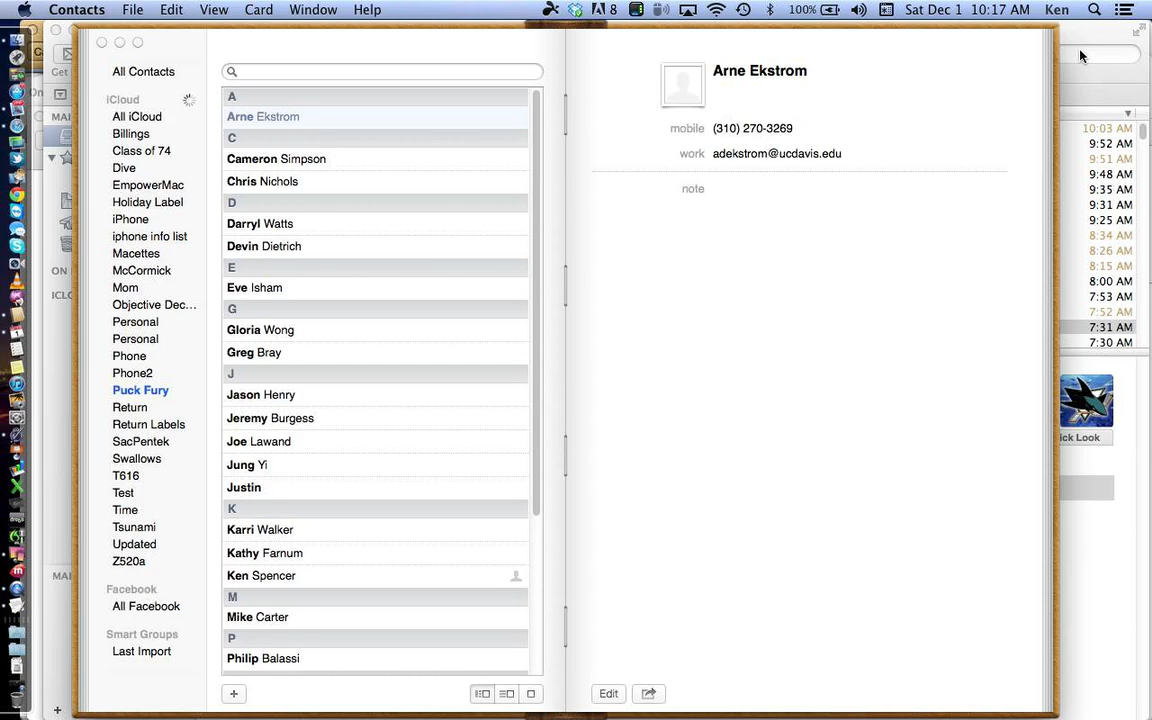 Contacts File Edit View Card Window Help 8 100% Sat Dec 1 10:17 AM Ken
All Contacts
iCloud
All iCloud
Billings
Class of 74
Dive
EmpowerMac
Holiday Label
iPhone
iphone info list
Macettes
McCormick
Mom
Objective Dec...
Personal
Personal
Phone
Phone2
Puck Fury
Return
Return Labels
SacPentek
Swallows
T616
Test
Time
Tsunami
Updated
Z520a
Facebook
All Facebook
Smart Groups
Last Import
A
Arne Ekstrom
C
Cameron Simpson
Chris Nichols
D
Darryl Watts
Devin Dietrich
E
Eve Isham
G
Gloria Wong
Greg Bray
J
Jason Henry
Jeremy Burgess
Joe Lawand
Jung Yi
Justin
K
Karri Walker
Kathy Farnum
Ken Spencer
M
Mike Carter
P
Philip Balassi
Arne Ekstrom
mobile (310) 270-3269
work adekstrom@ucdavis.edu
note
Edit
Get
MAI
ON
ICLO
MAI
10:03 AM
9:52 AM
9:51 AM
9:48 AM
9:35 AM
9:31 AM
9:25 AM
8:34 AM
8:26 AM
8:15 AM
8:00 AM
7:53 AM
7:52 AM
7:31 AM
7:30 AM
ick Look